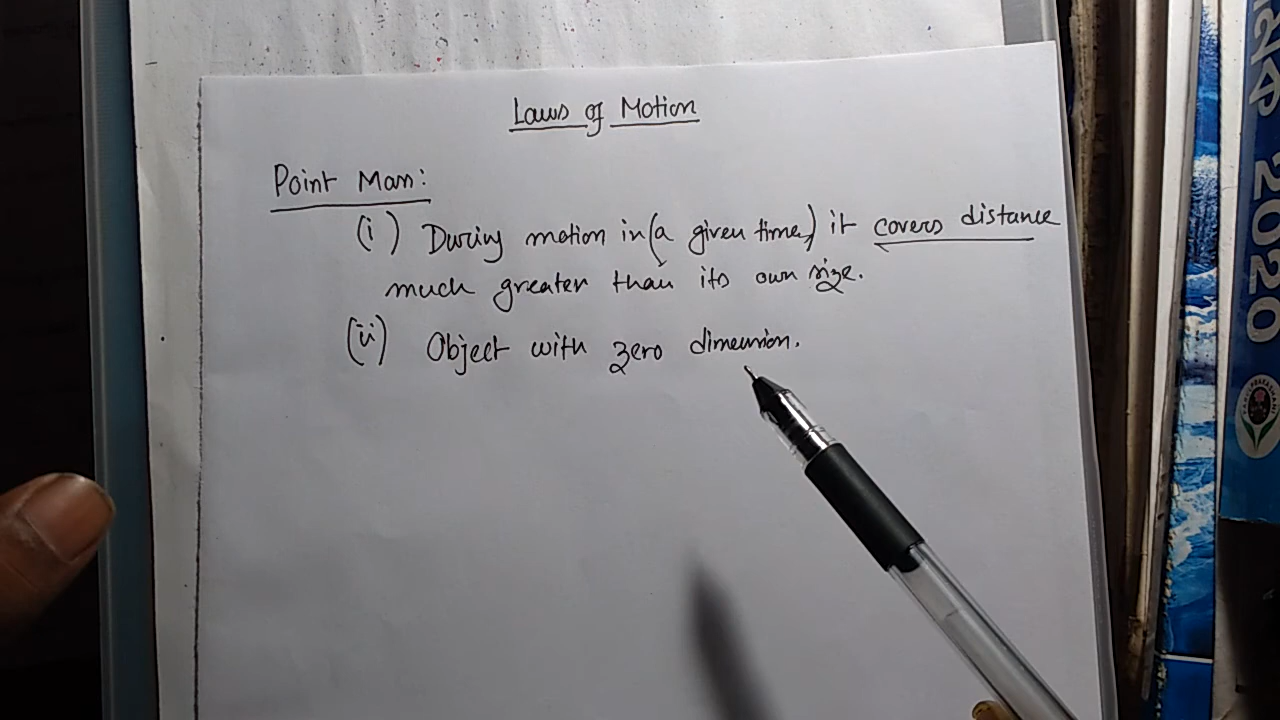 Laws of Motion
Point Mass:
(i) During motion in (a given time) it covers distance
much greater than its own size.
(ii) Object with zero dimension.
2020